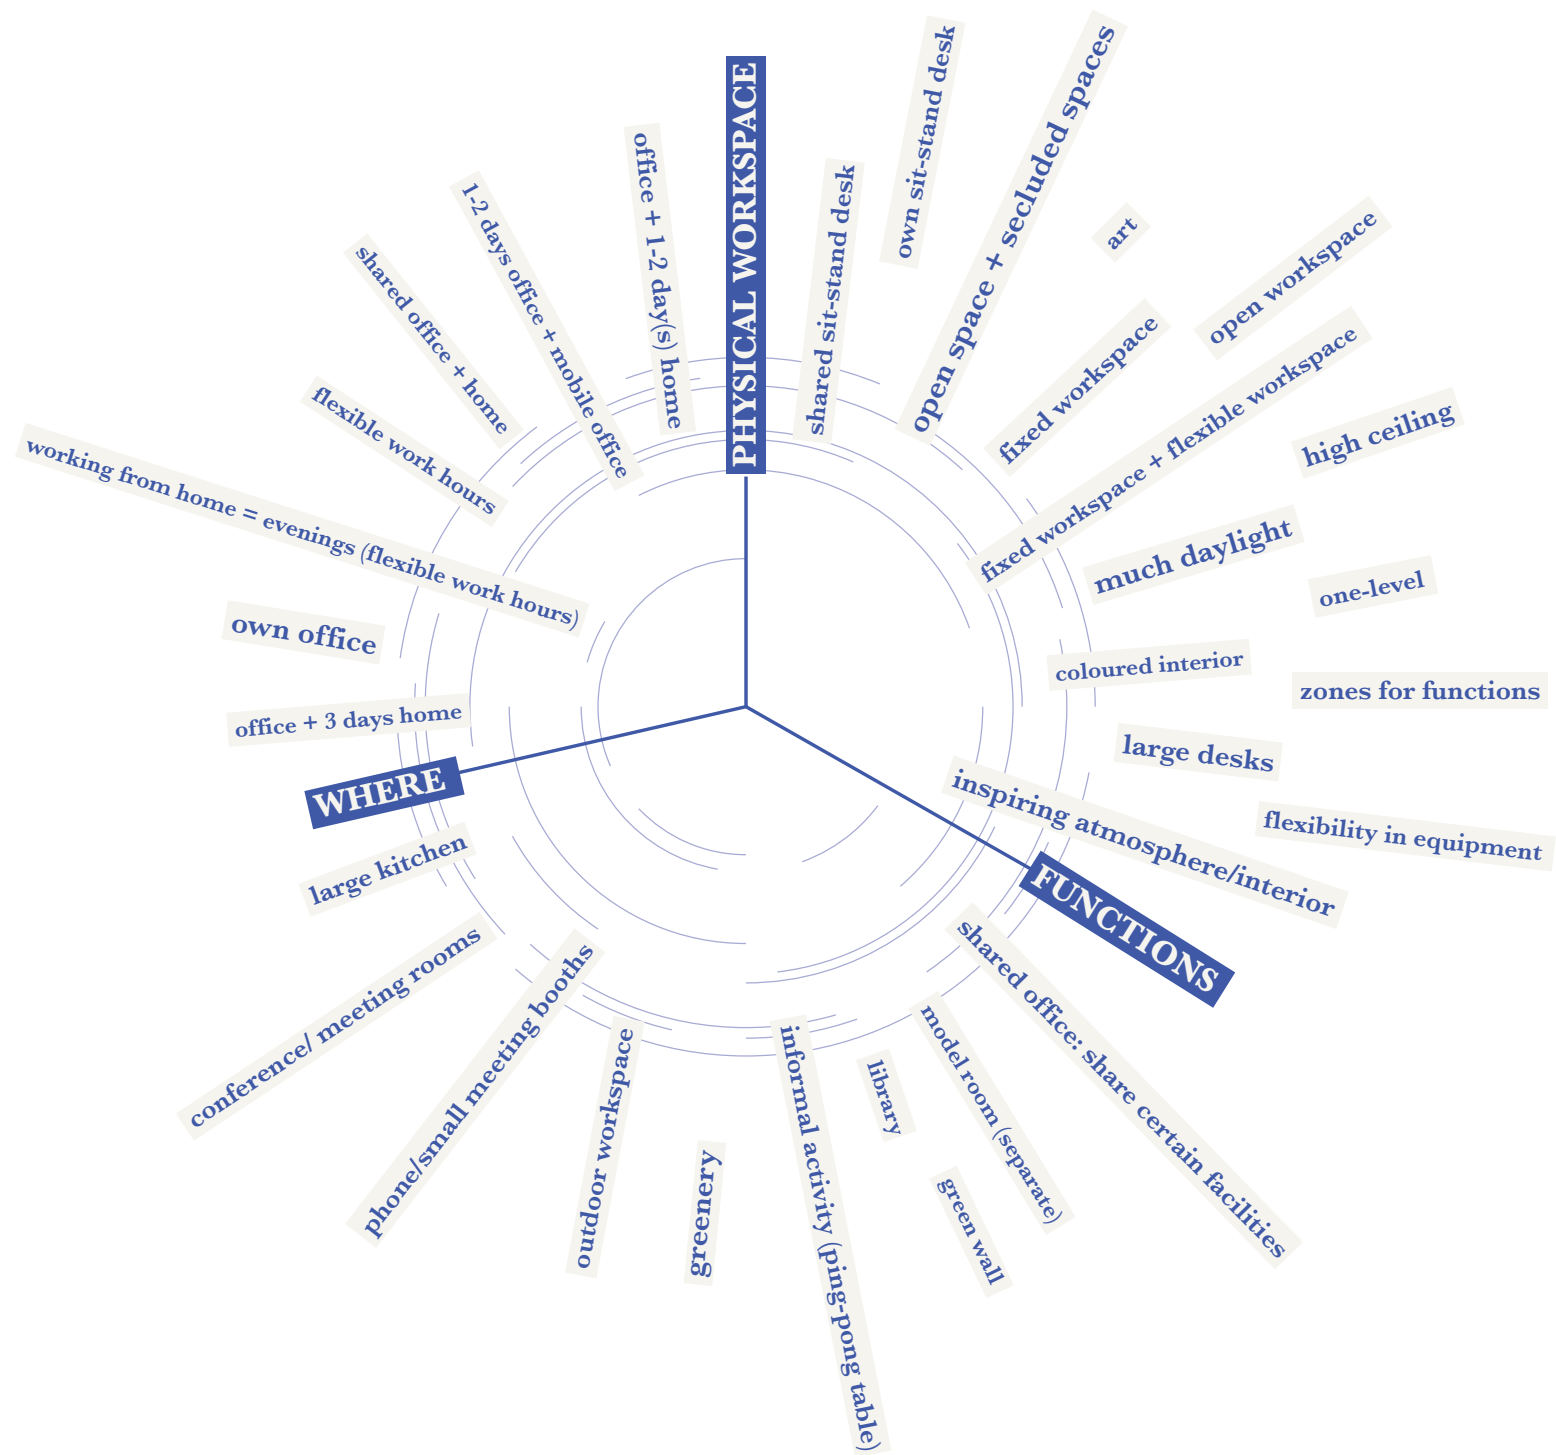 PHYSICAL WORKSPACE
shared sit-stand desk
own sit-stand desk
open space + secluded spaces
art
fixed workspace
open workspace
fixed workspace + flexible workspace
high ceiling
much daylight
one-level
coloured interior
zones for functions
large desks
flexibility in equipment
inspiring atmosphere/interior
FUNCTIONS
shared office: share certain facilities
model room (separate)
green wall
library
informal activity (ping-pong table)
greenery
outdoor workspace
phone/small meeting booths
conference/ meeting rooms
large kitchen
WHERE
office + 3 days home
own office
working from home = evenings (flexible work hours)
flexible work hours
shared office + home
1-2 days office + mobile office
office + 1-2 day(s) home